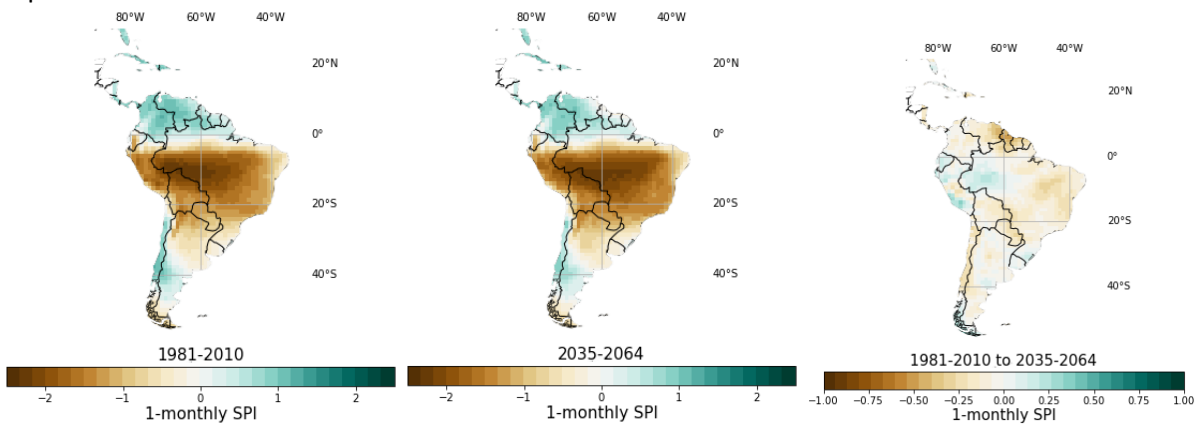 80°W 60°W 40°W
20°N
0°
20°S
40°S
1981-2010
−2 −1 0 1 2
1-monthly SPI
80°W 60°W 40°W
20°N
0°
20°S
40°S
2035-2064
−2 −1 0 1 2
1-monthly SPI
80°W 60°W 40°W
20°N
0°
20°S
40°S
1981-2010 to 2035-2064
−1.00 −0.75 −0.50 −0.25 0.00 0.25 0.50 0.75 1.00
1-monthly SPI